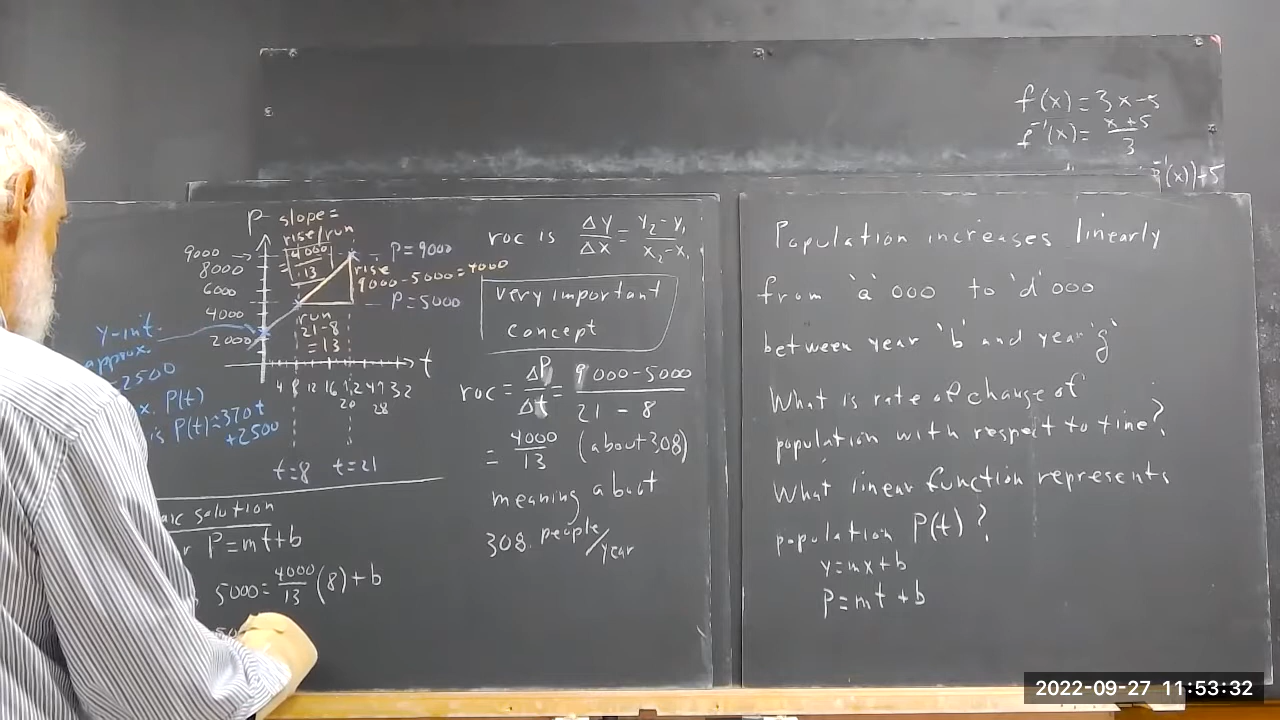 f(x) = 3x-5
f⁻¹(x) = (x+5)/3
⁻¹(x))+5
P slope =
rise/run
= 4000/13
9000
8000
6000
4000
2000
P = 9000
rise
9000-5000=4000
P = 5000
run
21-8
= 13
t
4 8 12 16 24 32
20 28
t=8 t=21
y-int.
approx.
2500
x. P(t)
is P(t)≈370t
+2500
solution
P=mt+b
5000 = 4000/13 (8) + b
roc is Δy/Δx = y₂-y₁/x₂-x₁
very important
concept
roc = ΔP/Δt = 9000-5000/21-8
= 4000/13 (about 308)
meaning about
308 people/year
Population increases linearly
from 'a' 000 to 'd' 000
between year 'b' and year 'g'
What is rate of change of
population with respect to time?
What linear function represents
population P(t)?
y=mx+b
P=mt+b
2022-09-27 11:53:32